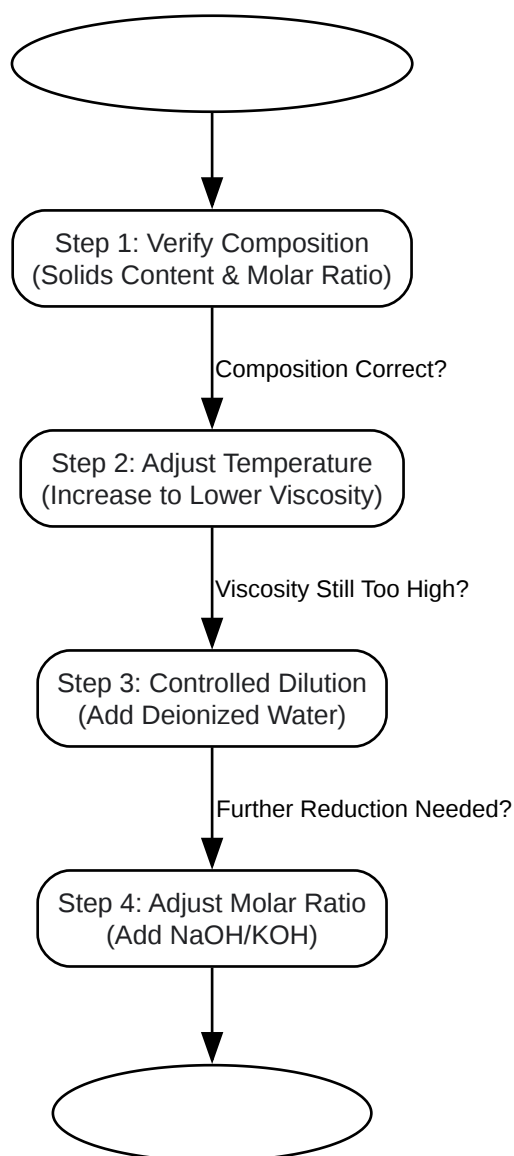 Step 1: Verify Composition
(Solids Content & Molar Ratio)
Composition Correct?
Step 2: Adjust Temperature
(Increase to Lower Viscosity)
Viscosity Still Too High?
Step 3: Controlled Dilution
(Add Deionized Water)
Further Reduction Needed?
Step 4: Adjust Molar Ratio
(Add NaOH/KOH)